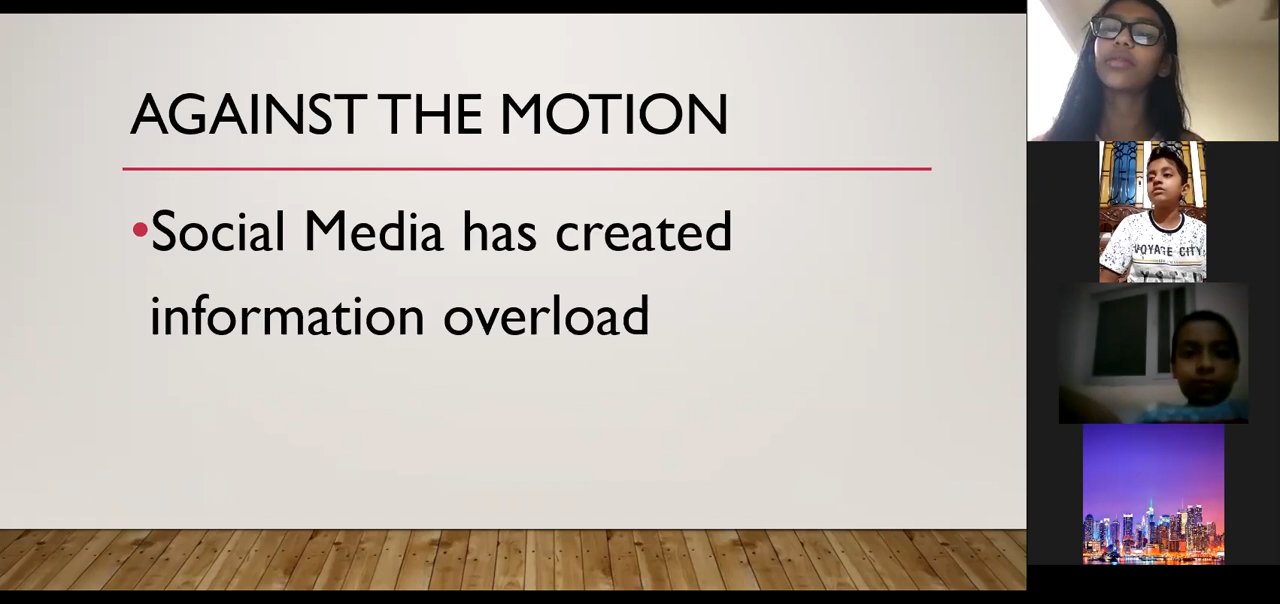 AGAINST THE MOTION
•Social Media has created
information overload
VOYAGE CITY